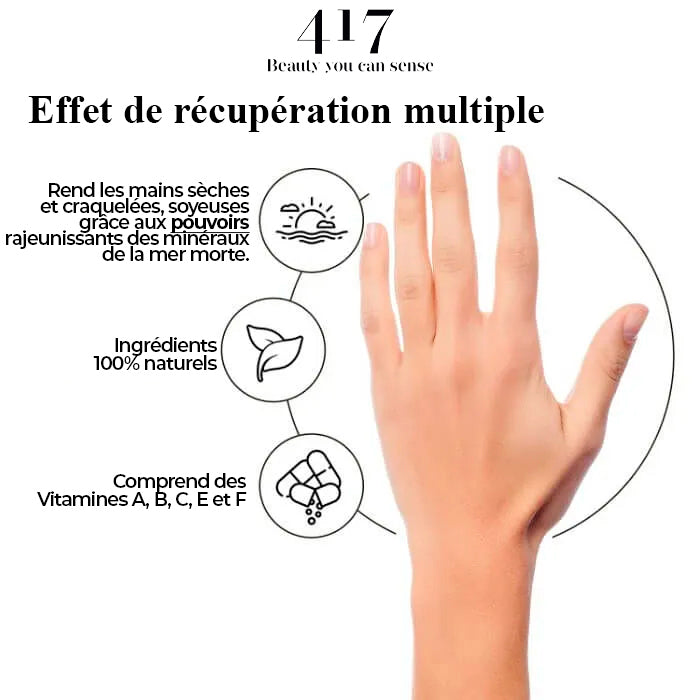 417
Beauty you can sense
Effet de récupération multiple
Rend les mains sèches
et craquelées, soyeuses
grâce aux pouvoirs
rajeunissants des minéraux
de la mer morte.
Ingrédients
100% naturels
Comprend des
Vitamines A, B, C, E et F